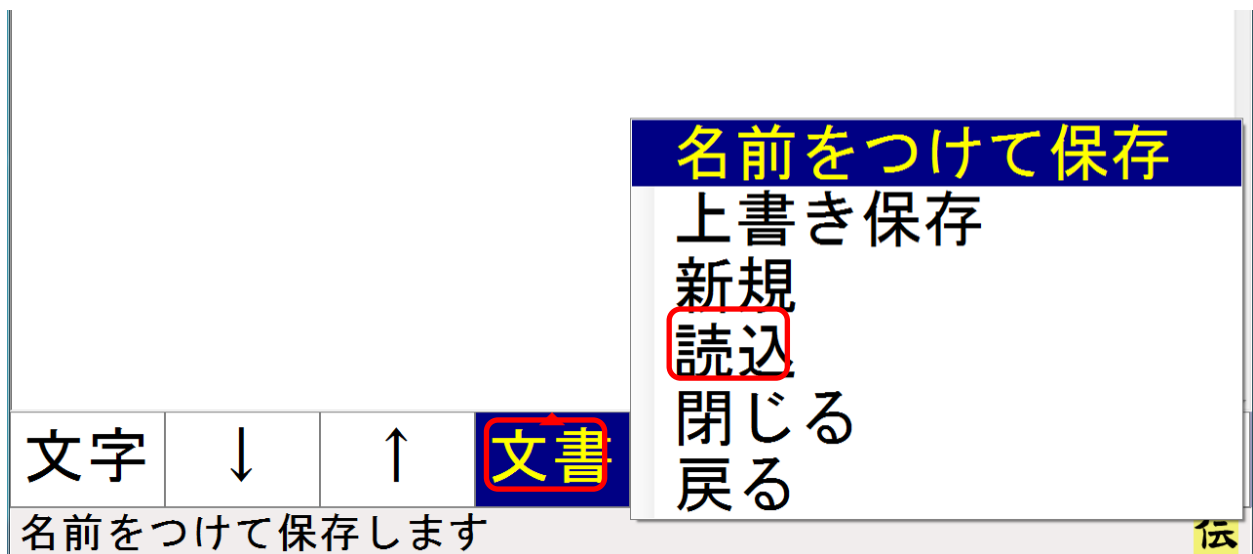 名前をつけて保存
上書き保存
新規
読込
閉じる
戻る
文字 ↓ ↑ 文書
名前をつけて保存します 伝